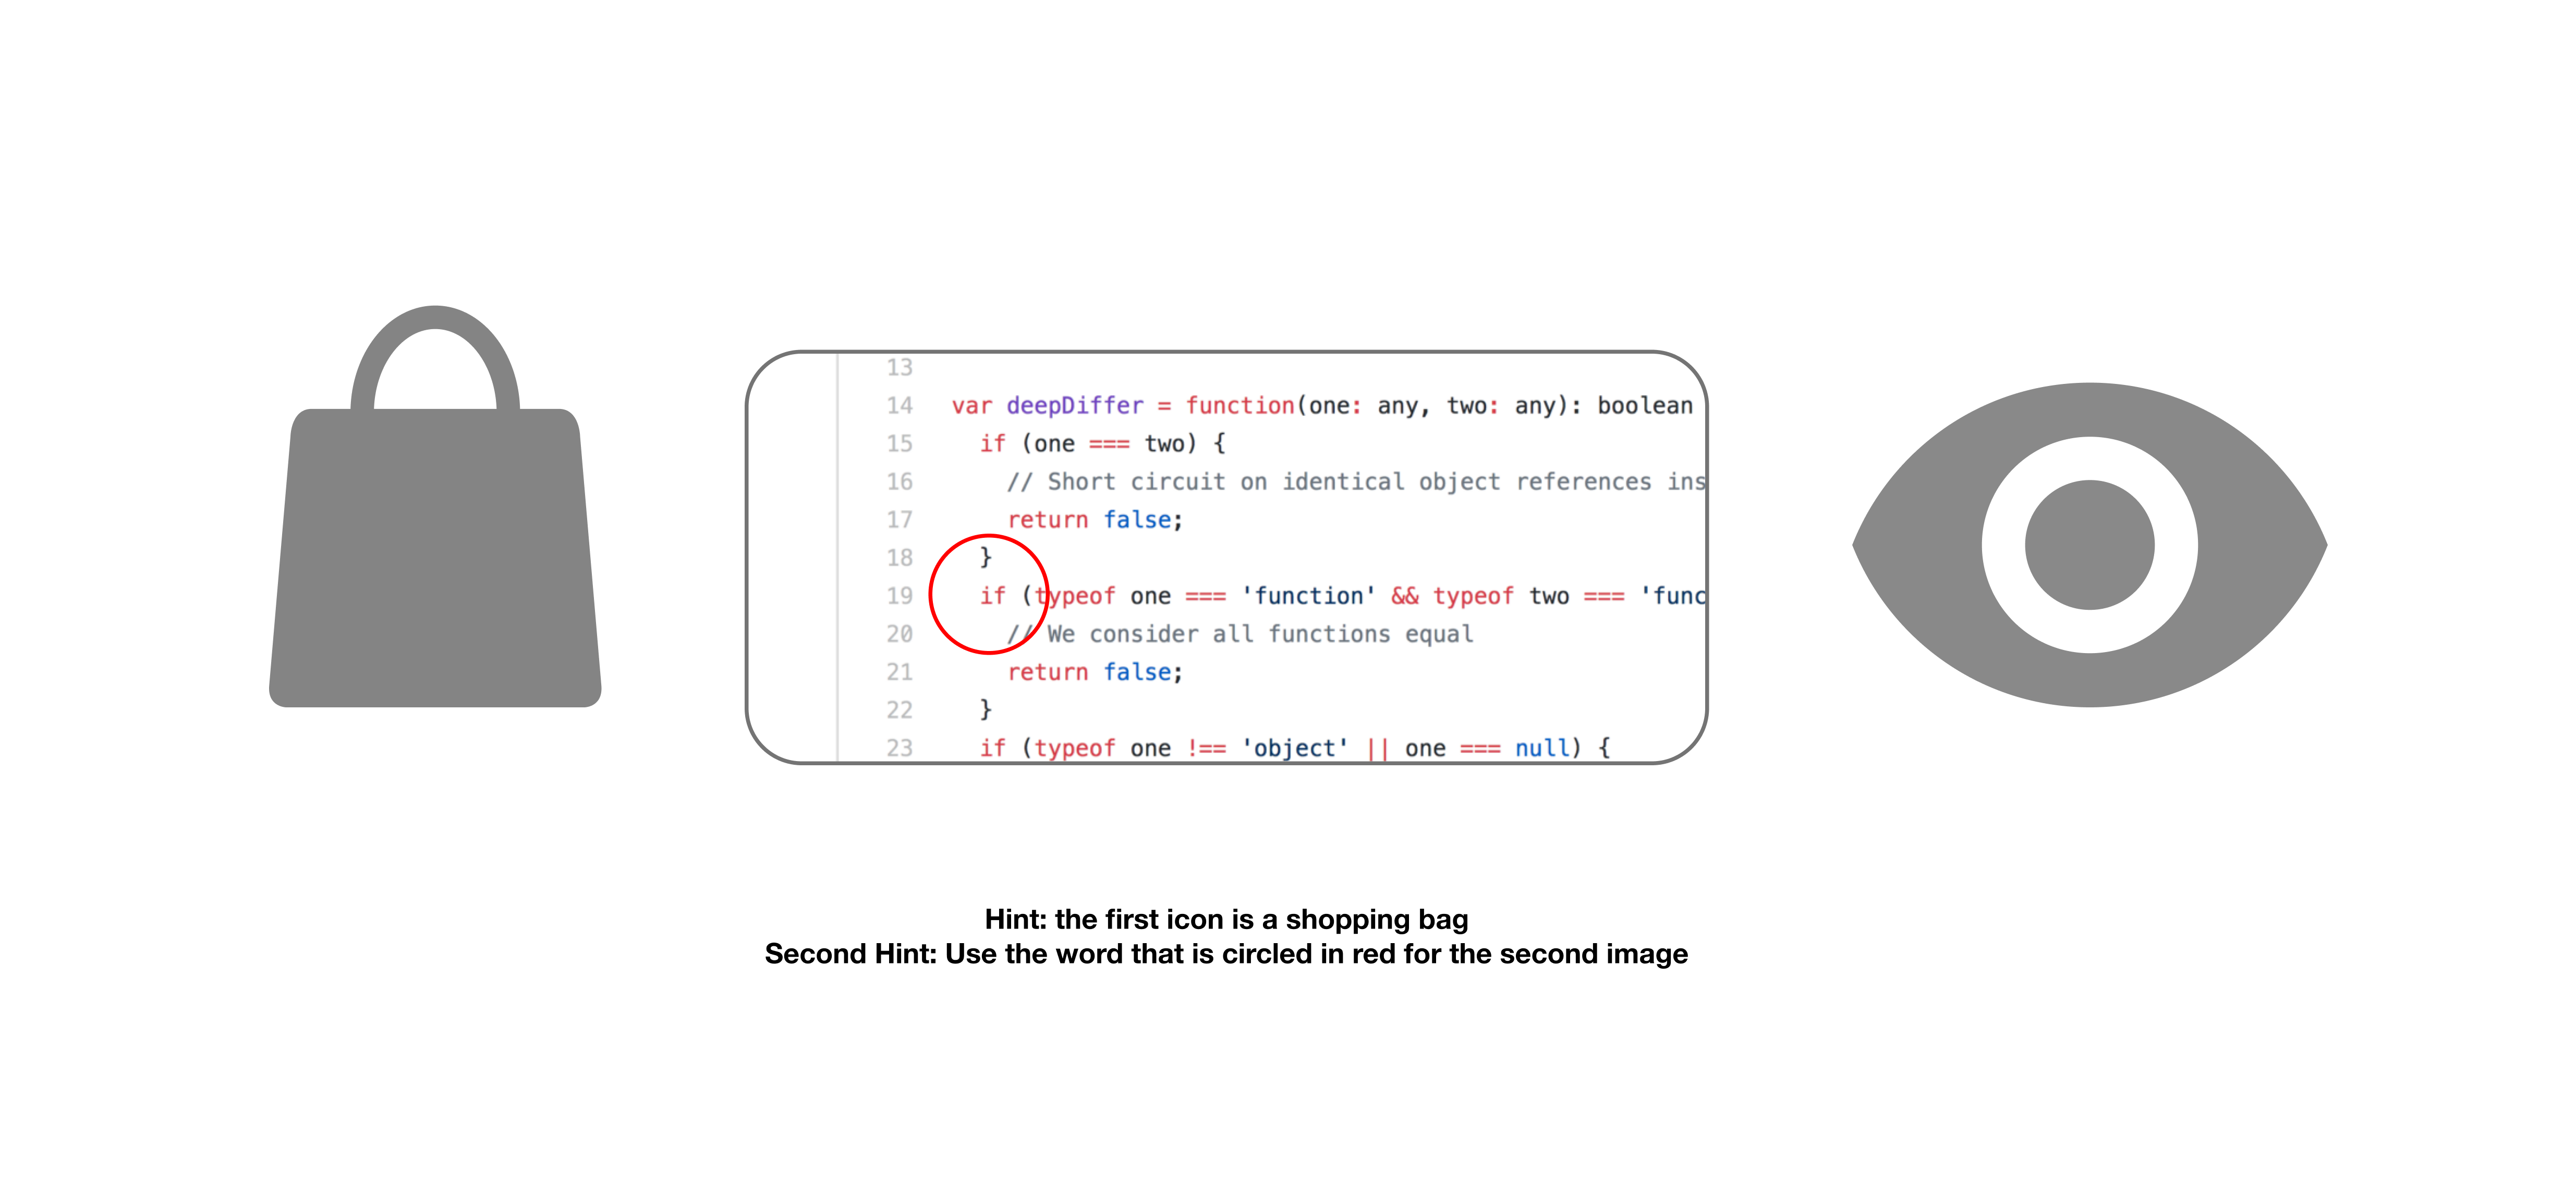 13
14 var deepDiffer = function(one: any, two: any): boolean
15 if (one === two) {
16 // Short circuit on identical object references ins
17 return false;
18 }
19 if (typeof one === 'function' && typeof two === 'func
20 // We consider all functions equal
21 return false;
22 }
23 if (typeof one !== 'object' || one === null) {
Hint: the first icon is a shopping bag
Second Hint: Use the word that is circled in red for the second image